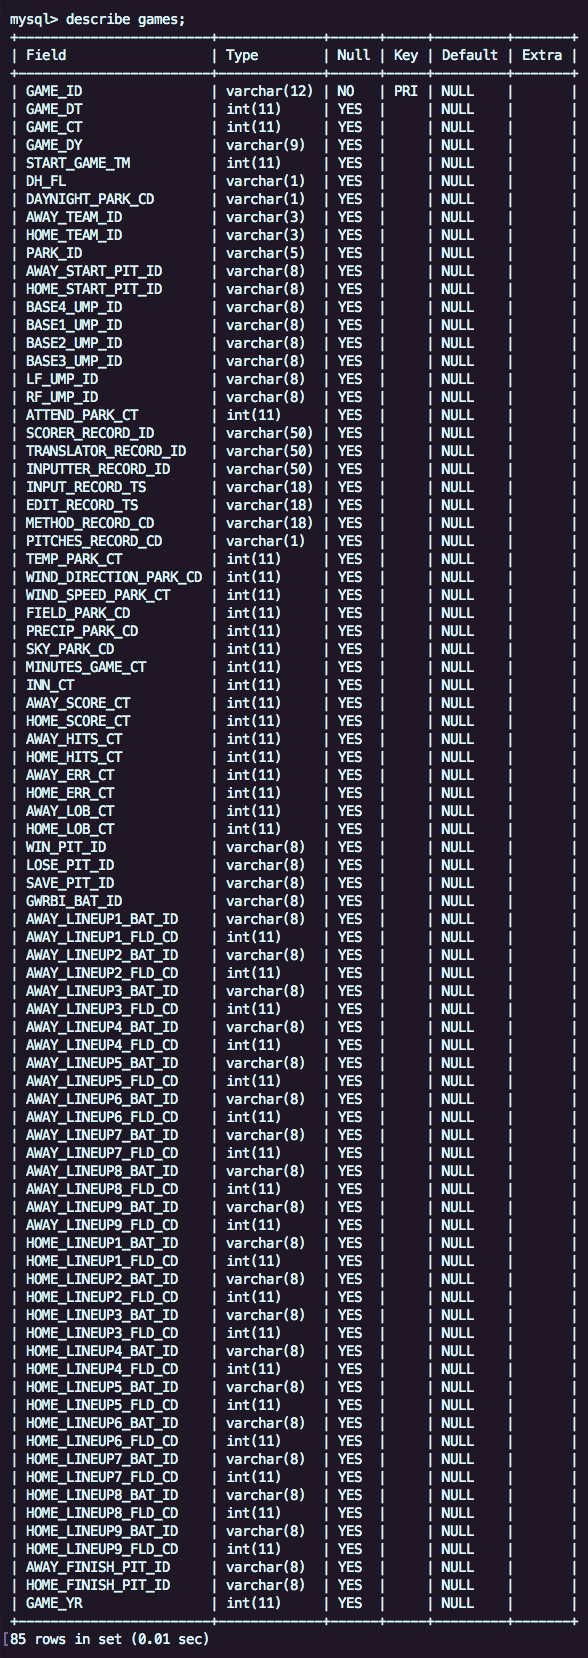 mysql> describe games;
+------------------------+-------------+------+-----+---------+-------+
| Field                  | Type        | Null | Key | Default | Extra |
+------------------------+-------------+------+-----+---------+-------+
| GAME_ID                | varchar(12) | NO   | PRI | NULL    |       |
| GAME_DT                | int(11)     | YES  |     | NULL    |       |
| GAME_CT                | int(11)     | YES  |     | NULL    |       |
| GAME_DY                | varchar(9)  | YES  |     | NULL    |       |
| START_GAME_TM          | int(11)     | YES  |     | NULL    |       |
| DH_FL                  | varchar(1)  | YES  |     | NULL    |       |
| DAYNIGHT_PARK_CD       | varchar(1)  | YES  |     | NULL    |       |
| AWAY_TEAM_ID           | varchar(3)  | YES  |     | NULL    |       |
| HOME_TEAM_ID           | varchar(3)  | YES  |     | NULL    |       |
| PARK_ID                | varchar(5)  | YES  |     | NULL    |       |
| AWAY_START_PIT_ID      | varchar(8)  | YES  |     | NULL    |       |
| HOME_START_PIT_ID      | varchar(8)  | YES  |     | NULL    |       |
| BASE4_UMP_ID           | varchar(8)  | YES  |     | NULL    |       |
| BASE1_UMP_ID           | varchar(8)  | YES  |     | NULL    |       |
| BASE2_UMP_ID           | varchar(8)  | YES  |     | NULL    |       |
| BASE3_UMP_ID           | varchar(8)  | YES  |     | NULL    |       |
| LF_UMP_ID              | varchar(8)  | YES  |     | NULL    |       |
| RF_UMP_ID              | varchar(8)  | YES  |     | NULL    |       |
| ATTEND_PARK_CT         | int(11)     | YES  |     | NULL    |       |
| SCORER_RECORD_ID       | varchar(50) | YES  |     | NULL    |       |
| TRANSLATOR_RECORD_ID   | varchar(50) | YES  |     | NULL    |       |
| INPUTTER_RECORD_ID     | varchar(50) | YES  |     | NULL    |       |
| INPUT_RECORD_TS        | varchar(18) | YES  |     | NULL    |       |
| EDIT_RECORD_TS         | varchar(18) | YES  |     | NULL    |       |
| METHOD_RECORD_CD       | varchar(18) | YES  |     | NULL    |       |
| PITCHES_RECORD_CD      | varchar(1)  | YES  |     | NULL    |       |
| TEMP_PARK_CT           | int(11)     | YES  |     | NULL    |       |
| WIND_DIRECTION_PARK_CD | int(11)     | YES  |     | NULL    |       |
| WIND_SPEED_PARK_CT     | int(11)     | YES  |     | NULL    |       |
| FIELD_PARK_CD          | int(11)     | YES  |     | NULL    |       |
| PRECIP_PARK_CD         | int(11)     | YES  |     | NULL    |       |
| SKY_PARK_CD            | int(11)     | YES  |     | NULL    |       |
| MINUTES_GAME_CT        | int(11)     | YES  |     | NULL    |       |
| INN_CT                 | int(11)     | YES  |     | NULL    |       |
| AWAY_SCORE_CT          | int(11)     | YES  |     | NULL    |       |
| HOME_SCORE_CT          | int(11)     | YES  |     | NULL    |       |
| AWAY_HITS_CT           | int(11)     | YES  |     | NULL    |       |
| HOME_HITS_CT           | int(11)     | YES  |     | NULL    |       |
| AWAY_ERR_CT            | int(11)     | YES  |     | NULL    |       |
| HOME_ERR_CT            | int(11)     | YES  |     | NULL    |       |
| AWAY_LOB_CT            | int(11)     | YES  |     | NULL    |       |
| HOME_LOB_CT            | int(11)     | YES  |     | NULL    |       |
| WIN_PIT_ID             | varchar(8)  | YES  |     | NULL    |       |
| LOSE_PIT_ID            | varchar(8)  | YES  |     | NULL    |       |
| SAVE_PIT_ID            | varchar(8)  | YES  |     | NULL    |       |
| GWRBI_BAT_ID           | varchar(8)  | YES  |     | NULL    |       |
| AWAY_LINEUP1_BAT_ID    | varchar(8)  | YES  |     | NULL    |       |
| AWAY_LINEUP1_FLD_CD    | int(11)     | YES  |     | NULL    |       |
| AWAY_LINEUP2_BAT_ID    | varchar(8)  | YES  |     | NULL    |       |
| AWAY_LINEUP2_FLD_CD    | int(11)     | YES  |     | NULL    |       |
| AWAY_LINEUP3_BAT_ID    | varchar(8)  | YES  |     | NULL    |       |
| AWAY_LINEUP3_FLD_CD    | int(11)     | YES  |     | NULL    |       |
| AWAY_LINEUP4_BAT_ID    | varchar(8)  | YES  |     | NULL    |       |
| AWAY_LINEUP4_FLD_CD    | int(11)     | YES  |     | NULL    |       |
| AWAY_LINEUP5_BAT_ID    | varchar(8)  | YES  |     | NULL    |       |
| AWAY_LINEUP5_FLD_CD    | int(11)     | YES  |     | NULL    |       |
| AWAY_LINEUP6_BAT_ID    | varchar(8)  | YES  |     | NULL    |       |
| AWAY_LINEUP6_FLD_CD    | int(11)     | YES  |     | NULL    |       |
| AWAY_LINEUP7_BAT_ID    | varchar(8)  | YES  |     | NULL    |       |
| AWAY_LINEUP7_FLD_CD    | int(11)     | YES  |     | NULL    |       |
| AWAY_LINEUP8_BAT_ID    | varchar(8)  | YES  |     | NULL    |       |
| AWAY_LINEUP8_FLD_CD    | int(11)     | YES  |     | NULL    |       |
| AWAY_LINEUP9_BAT_ID    | varchar(8)  | YES  |     | NULL    |       |
| AWAY_LINEUP9_FLD_CD    | int(11)     | YES  |     | NULL    |       |
| HOME_LINEUP1_BAT_ID    | varchar(8)  | YES  |     | NULL    |       |
| HOME_LINEUP1_FLD_CD    | int(11)     | YES  |     | NULL    |       |
| HOME_LINEUP2_BAT_ID    | varchar(8)  | YES  |     | NULL    |       |
| HOME_LINEUP2_FLD_CD    | int(11)     | YES  |     | NULL    |       |
| HOME_LINEUP3_BAT_ID    | varchar(8)  | YES  |     | NULL    |       |
| HOME_LINEUP3_FLD_CD    | int(11)     | YES  |     | NULL    |       |
| HOME_LINEUP4_BAT_ID    | varchar(8)  | YES  |     | NULL    |       |
| HOME_LINEUP4_FLD_CD    | int(11)     | YES  |     | NULL    |       |
| HOME_LINEUP5_BAT_ID    | varchar(8)  | YES  |     | NULL    |       |
| HOME_LINEUP5_FLD_CD    | int(11)     | YES  |     | NULL    |       |
| HOME_LINEUP6_BAT_ID    | varchar(8)  | YES  |     | NULL    |       |
| HOME_LINEUP6_FLD_CD    | int(11)     | YES  |     | NULL    |       |
| HOME_LINEUP7_BAT_ID    | varchar(8)  | YES  |     | NULL    |       |
| HOME_LINEUP7_FLD_CD    | int(11)     | YES  |     | NULL    |       |
| HOME_LINEUP8_BAT_ID    | varchar(8)  | YES  |     | NULL    |       |
| HOME_LINEUP8_FLD_CD    | int(11)     | YES  |     | NULL    |       |
| HOME_LINEUP9_BAT_ID    | varchar(8)  | YES  |     | NULL    |       |
| HOME_LINEUP9_FLD_CD    | int(11)     | YES  |     | NULL    |       |
| AWAY_FINISH_PIT_ID     | varchar(8)  | YES  |     | NULL    |       |
| HOME_FINISH_PIT_ID     | varchar(8)  | YES  |     | NULL    |       |
| GAME_YR                | int(11)     | YES  |     | NULL    |       |
+------------------------+-------------+------+-----+---------+-------+
[85 rows in set (0.01 sec)